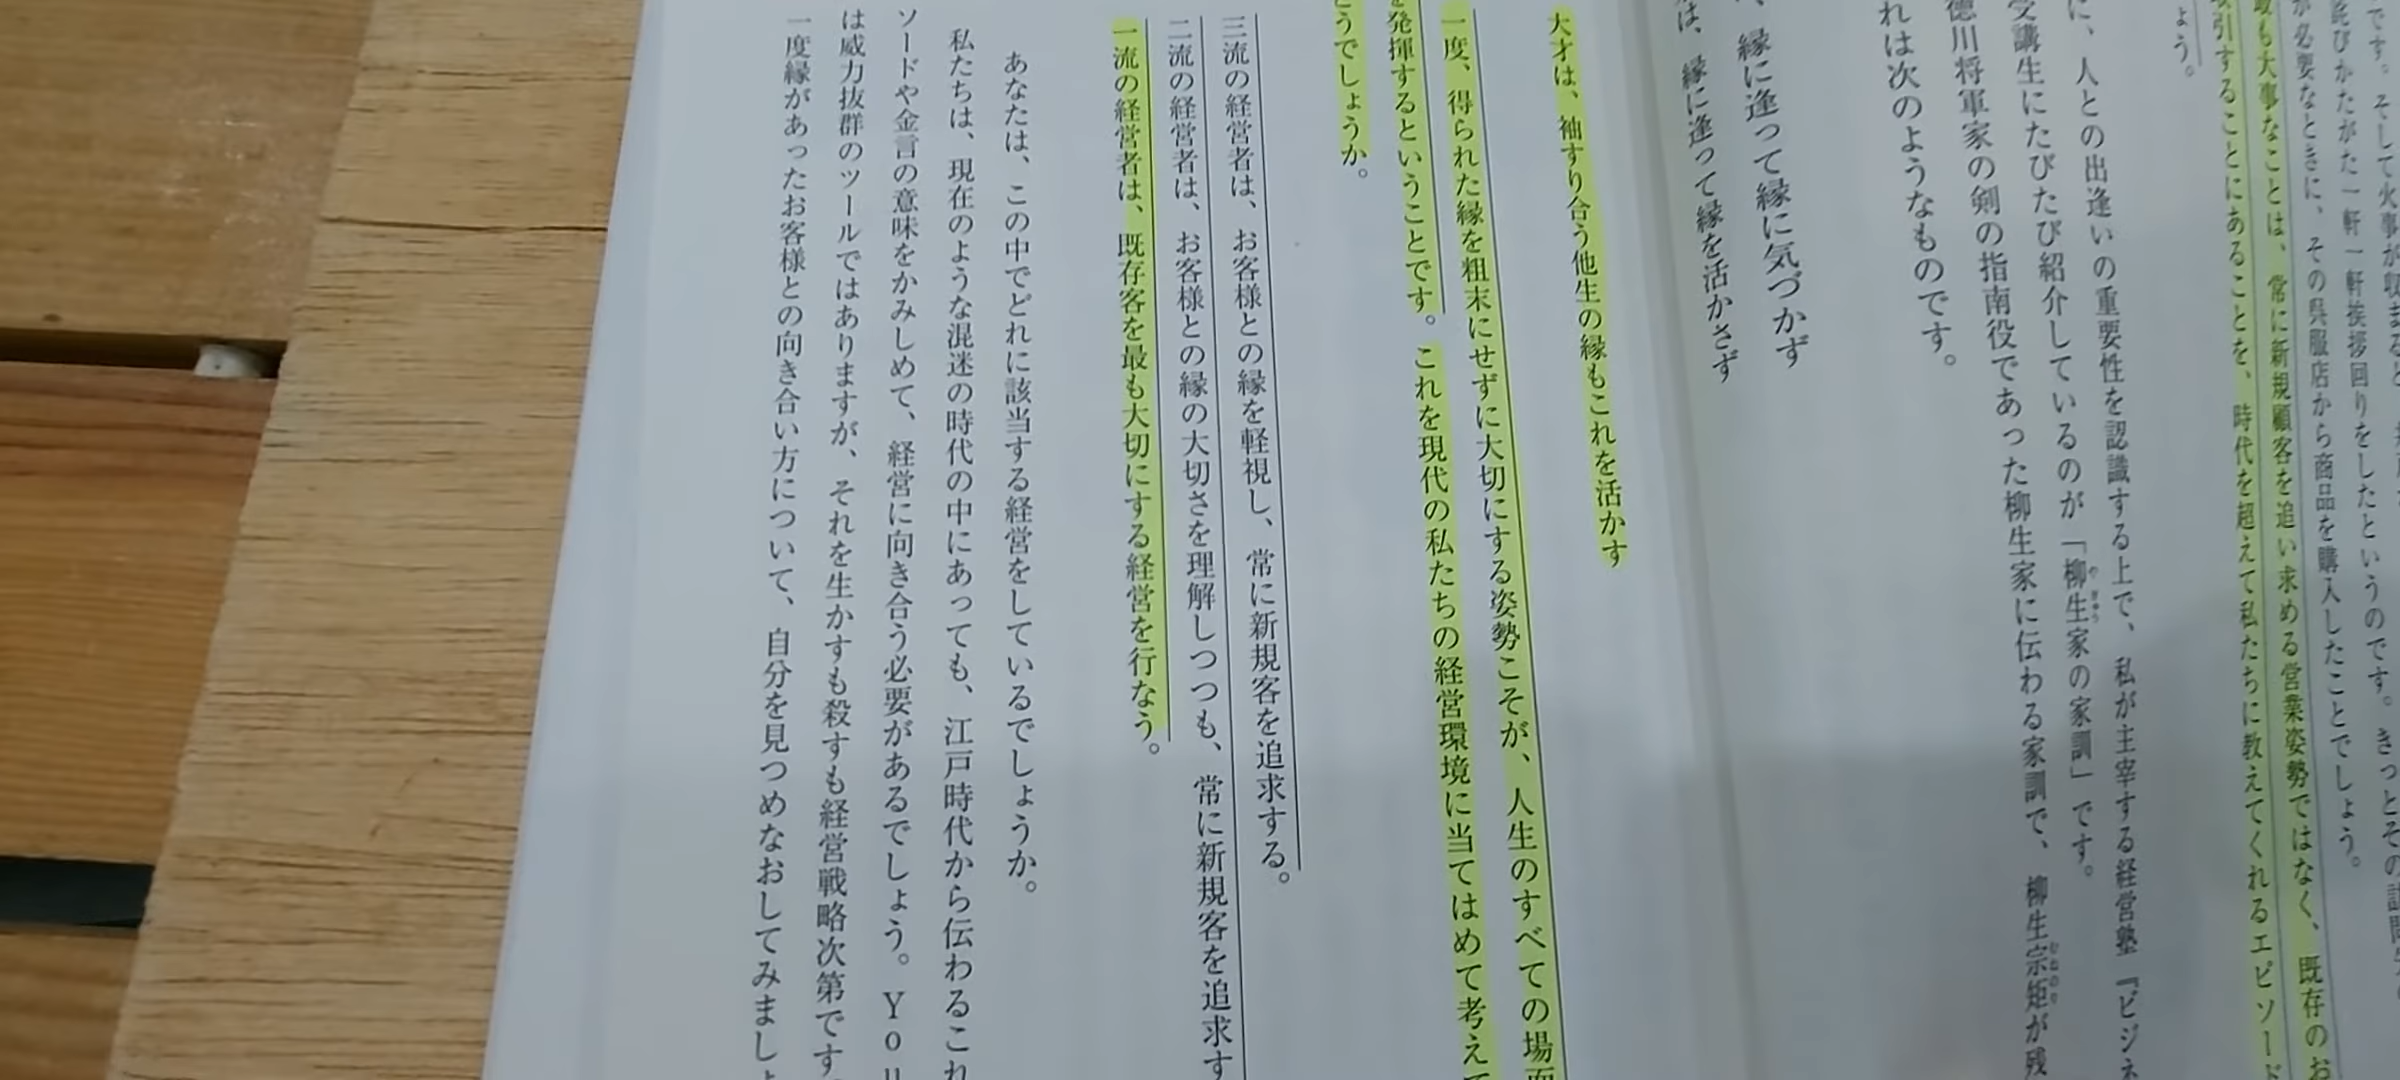 です。そして火事が収まると
詫びかたがた一軒一軒挨拶回りをしたというのです。きっとその訪問
が必要なときに、その呉服店から商品を購入したことでしょう。
最も大事なことは、常に新規顧客を追い求める営業姿勢ではなく、既存のお
取引することにあることを、時代を超えて私たちに教えてくれるエピソード
ょう。
に、人との出逢いの重要性を認識する上で、私が主宰する経営塾『ビジネ
受講生にたびたび紹介しているのが「柳生家の家訓」です。
徳川将軍家の剣の指南役であった柳生家に伝わる家訓で、柳生宗矩が残
れは次のようなものです。
、縁に逢って縁に気づかず
は、縁に逢って縁を活かさず
大才は、袖すり合う他生の縁もこれを活かす
一度、得られた縁を粗末にせずに大切にする姿勢こそが、人生のすべての場面
を発揮するということです。これを現代の私たちの経営環境に当てはめて考えて
うでしょうか。
三流の経営者は、お客様との縁を軽視し、常に新規客を追求する。
二流の経営者は、お客様との縁の大切さを理解しつつも、常に新規客を追求す
一流の経営者は、既存客を最も大切にする経営を行なう。
あなたは、この中でどれに該当する経営をしているでしょうか。
私たちは、現在のような混迷の時代の中にあっても、江戸時代から伝わるこれ
ソードや金言の意味をかみしめて、経営に向き合う必要があるでしょう。You
は威力抜群のツールではありますが、それを生かすも殺すも経営戦略次第です
一度縁があったお客様との向き合い方について、自分を見つめなおしてみましょ